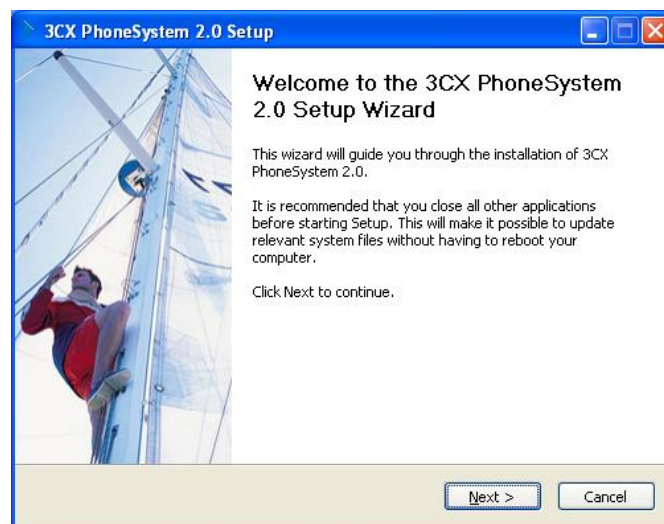 3CX PhoneSystem 2.0 Setup
Welcome to the 3CX PhoneSystem
2.0 Setup Wizard
This wizard will guide you through the installation of 3CX
PhoneSystem 2.0.
It is recommended that you close all other applications
before starting Setup. This will make it possible to update
relevant system files without having to reboot your
computer.
Click Next to continue.
Next >
Cancel